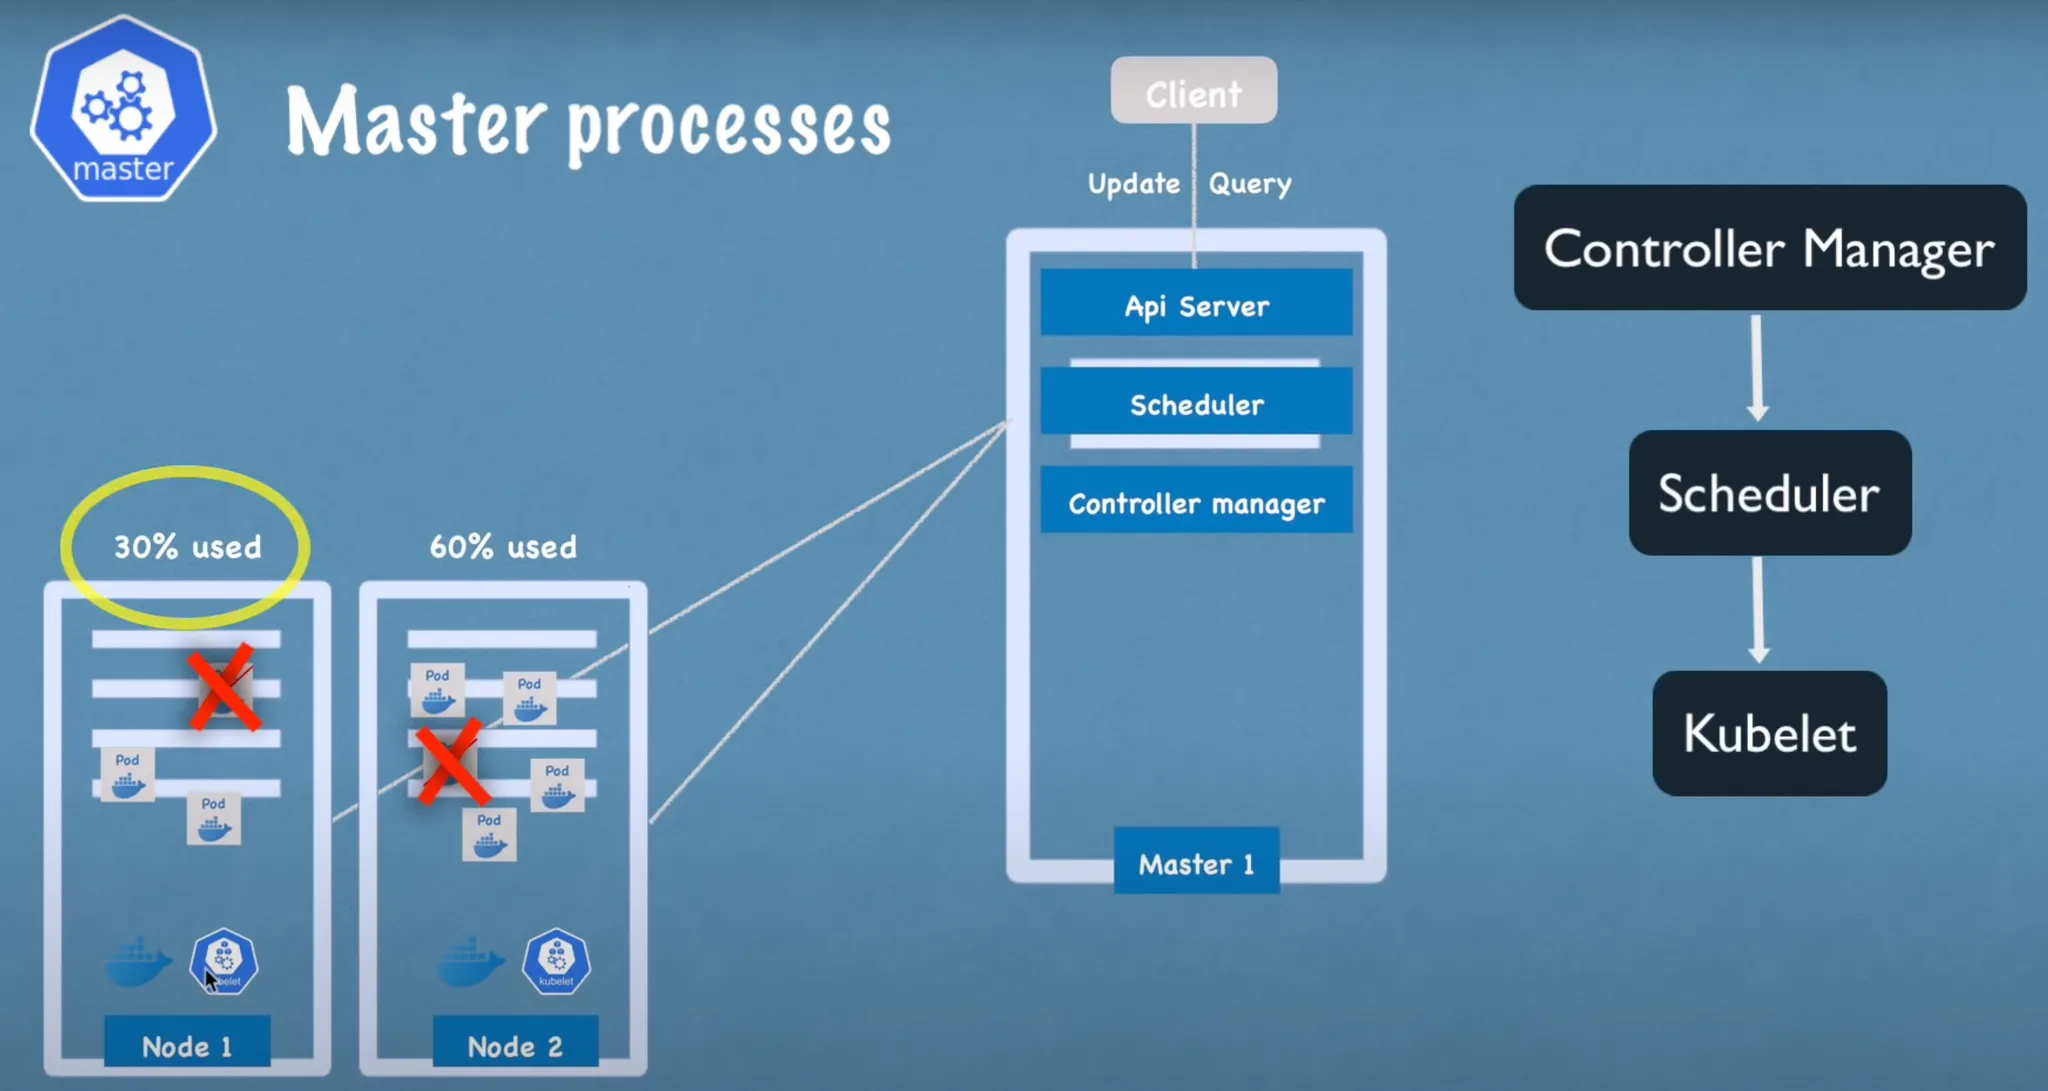 master
Master processes
Client
Update
Query
Api Server
Scheduler
Controller manager
Master 1
Controller Manager
Scheduler
Kubelet
30% used
60% used
Pod
Pod
Pod
Pod
Pod
Pod
kubelet
Node 1
Node 2